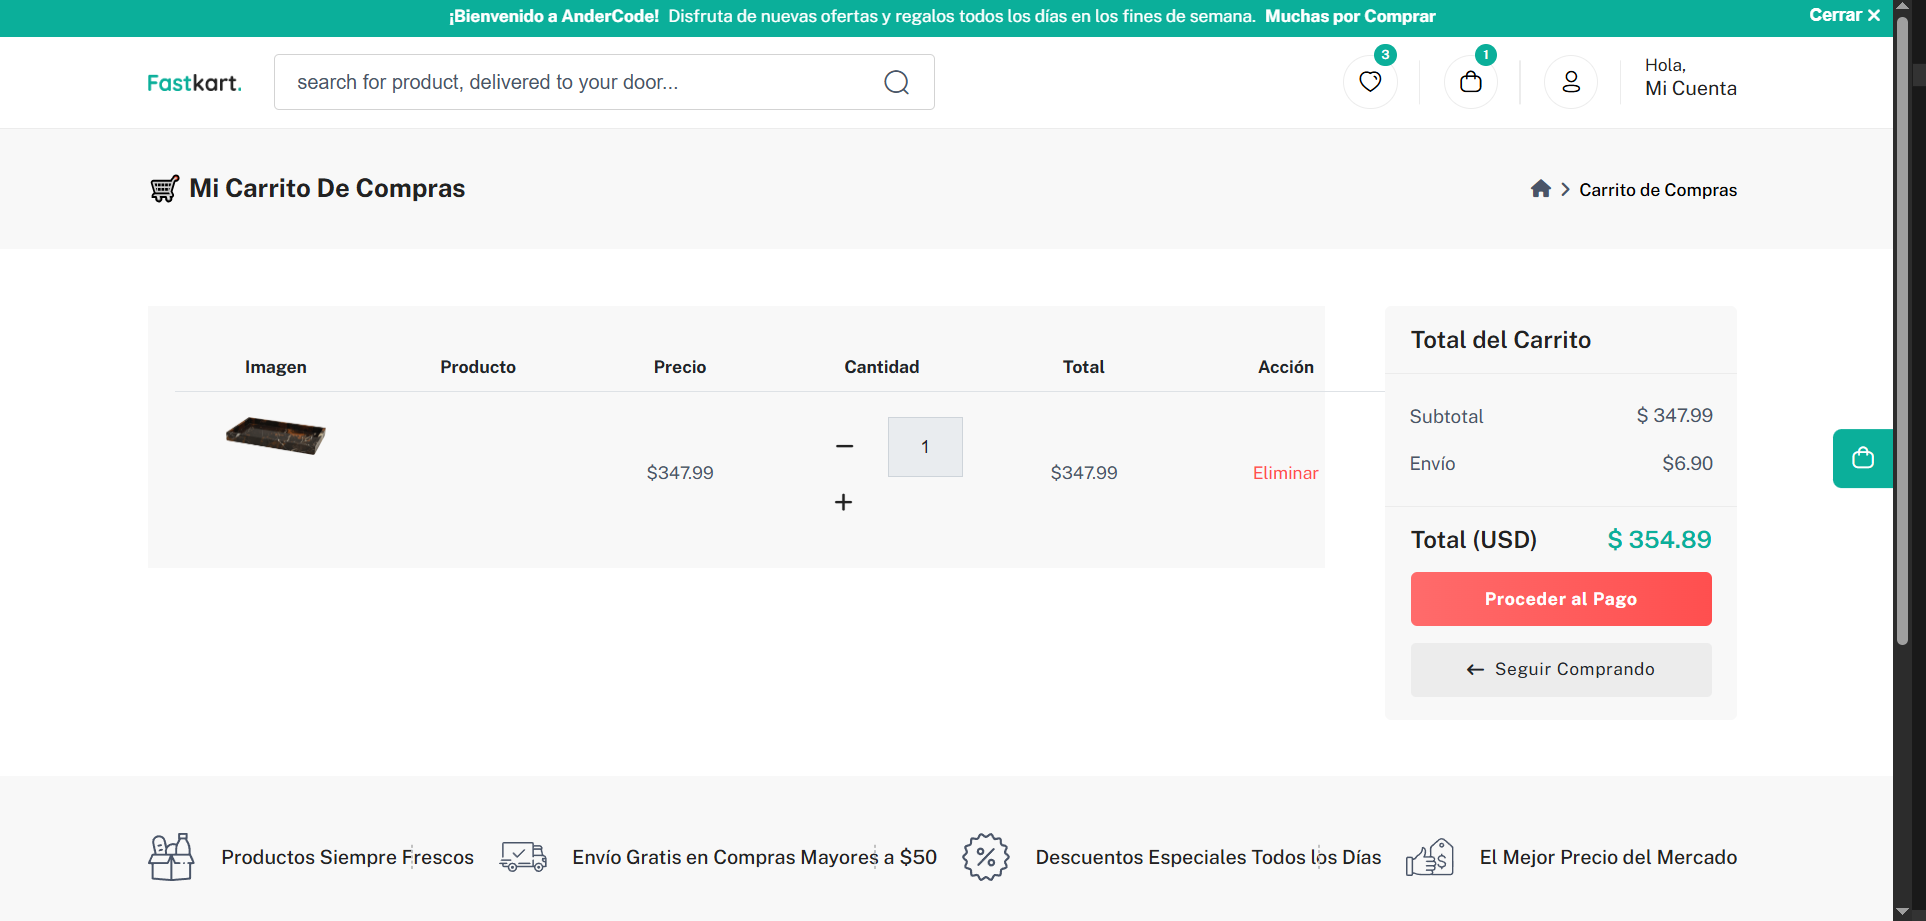 ¡Bienvenido a AnderCode! Disfruta de nuevas ofertas y regalos todos los días en los fines de semana. Muchas por Comprar
Cerrar ✕
Fastkart.
search for product, delivered to your door...
3
1
Hola,
Mi Cuenta
Mi Carrito De Compras
Carrito de Compras
Imagen Producto Precio Cantidad Total Acción
$347.99 − 1 + $347.99 Eliminar
Total del Carrito
Subtotal $ 347.99
Envío $6.90
Total (USD) $ 354.89
Proceder al Pago
← Seguir Comprando
Productos Siempre Frescos
Envío Gratis en Compras Mayores a $50
Descuentos Especiales Todos los Días
El Mejor Precio del Mercado